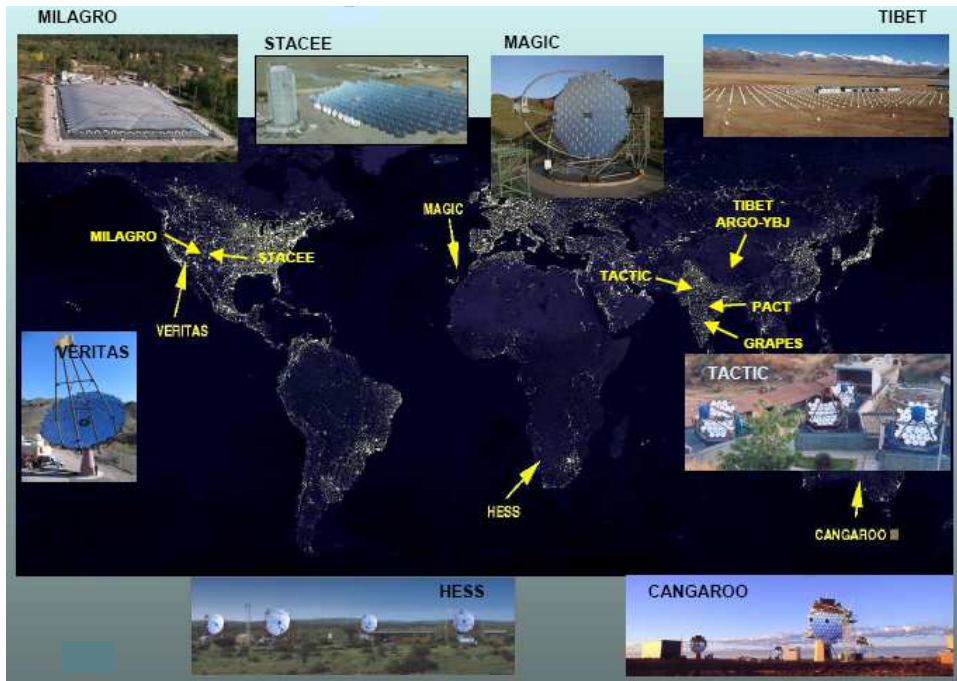 MILAGRO
STACEE
MAGIC
TIBET
MAGIC
TIBET
ARGO-YBJ
MILAGRO
STACEE
TACTIC
VERITAS
PACT
GRAPES
VERITAS
TACTIC
HESS
CANGAROO
HESS
CANGAROO